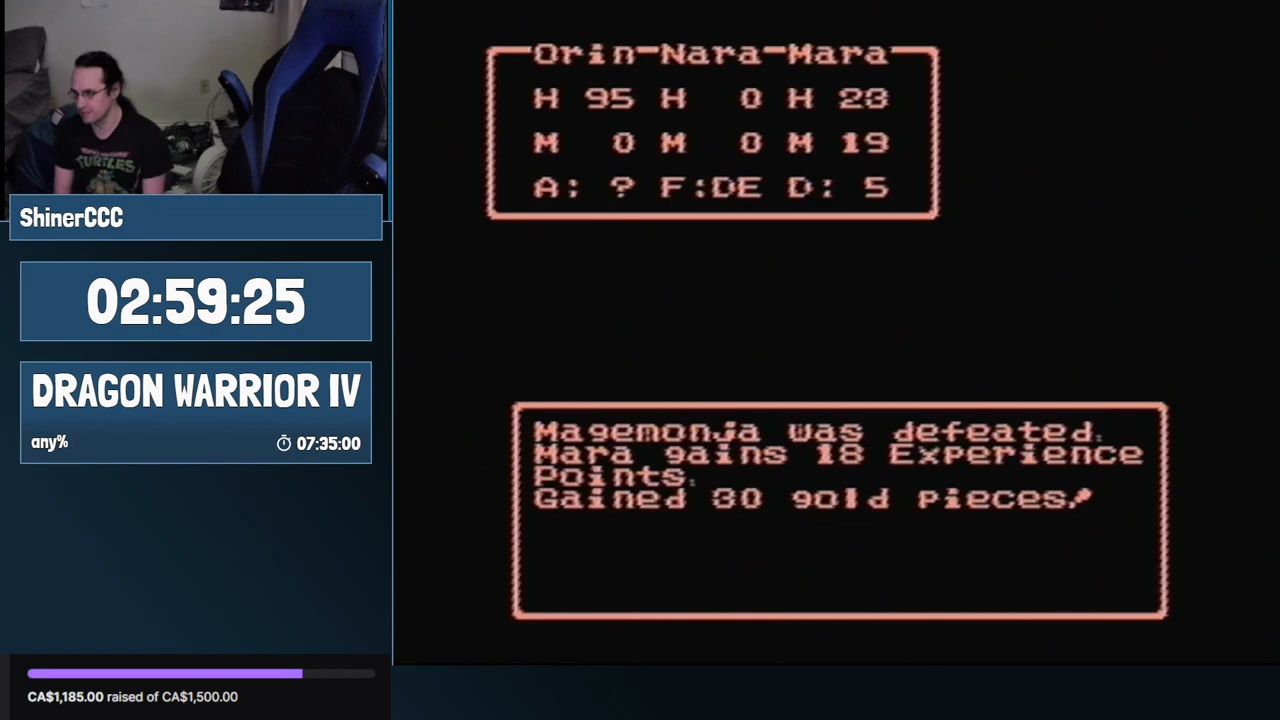 Orin Nara Mara
H 95 H 0 H 20
M 0 M 0 M 19
A: ? F:DE D: 5
TURTLES
ShinerCCC
02:59:25
DRAGON WARRIOR IV
any% 07:35:00
Magemonja was defeated.
Mara gains 18 Experience
Points.
Gained 30 gold pieces.
CA$1,185.00 raised of CA$1,500.00